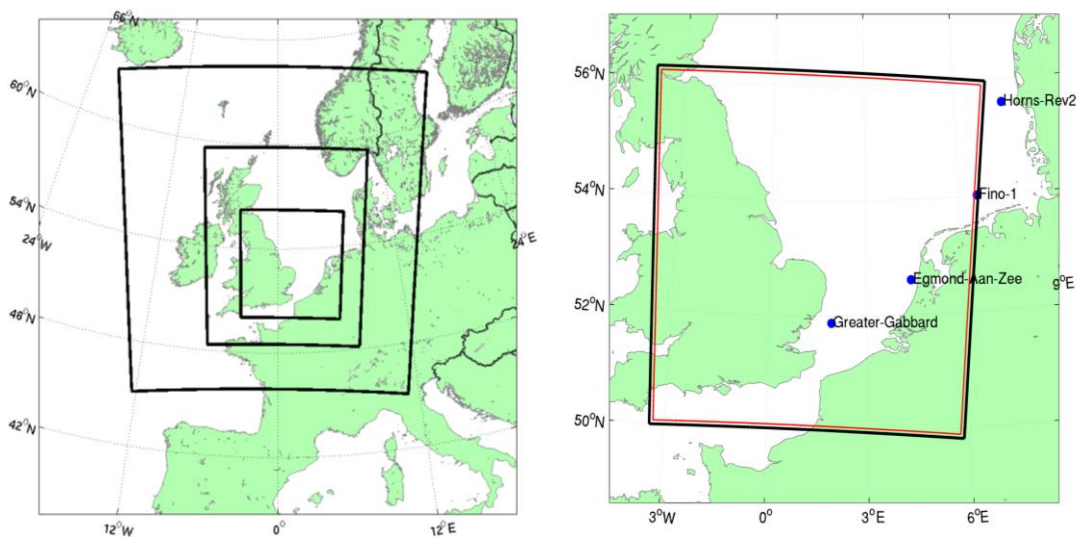 66°N
60°N
54°N
24°W
48°N
42°N
12°W
0°
12°E
24°E
56°N
54°N
52°N
50°N
3°W
0°
3°E
6°E
9°E
Horns-Rev2
Fino-1
Egmond-Aan-Zee
Greater-Gabbard